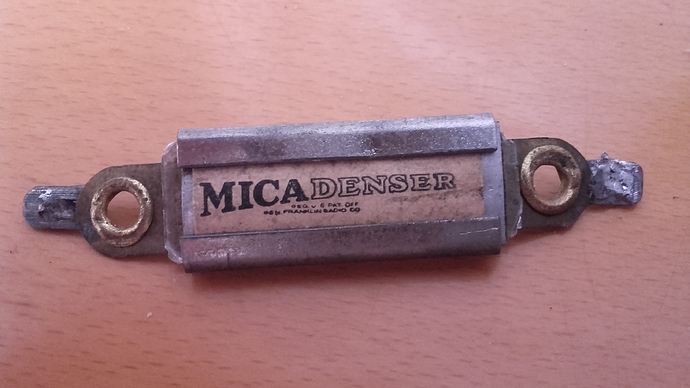 MICADENSER
REG. U. S. PAT. OFF.
FRANKLIN RADIO CO